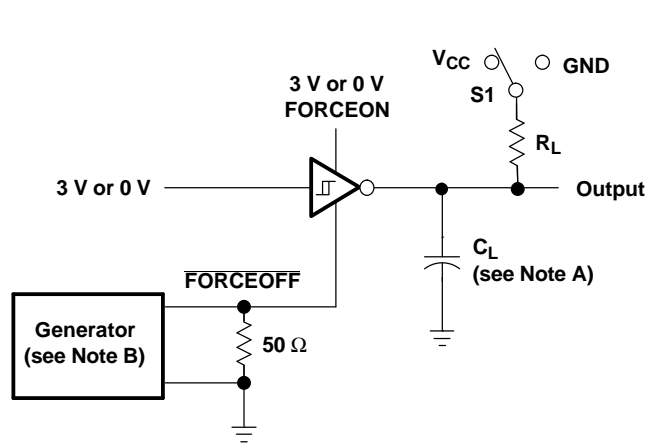 VCC
GND
S1
3 V or 0 V
FORCEON
RL
3 V or 0 V
Output
CL
(see Note A)
FORCEOFF
Generator
(see Note B)
50 Ω